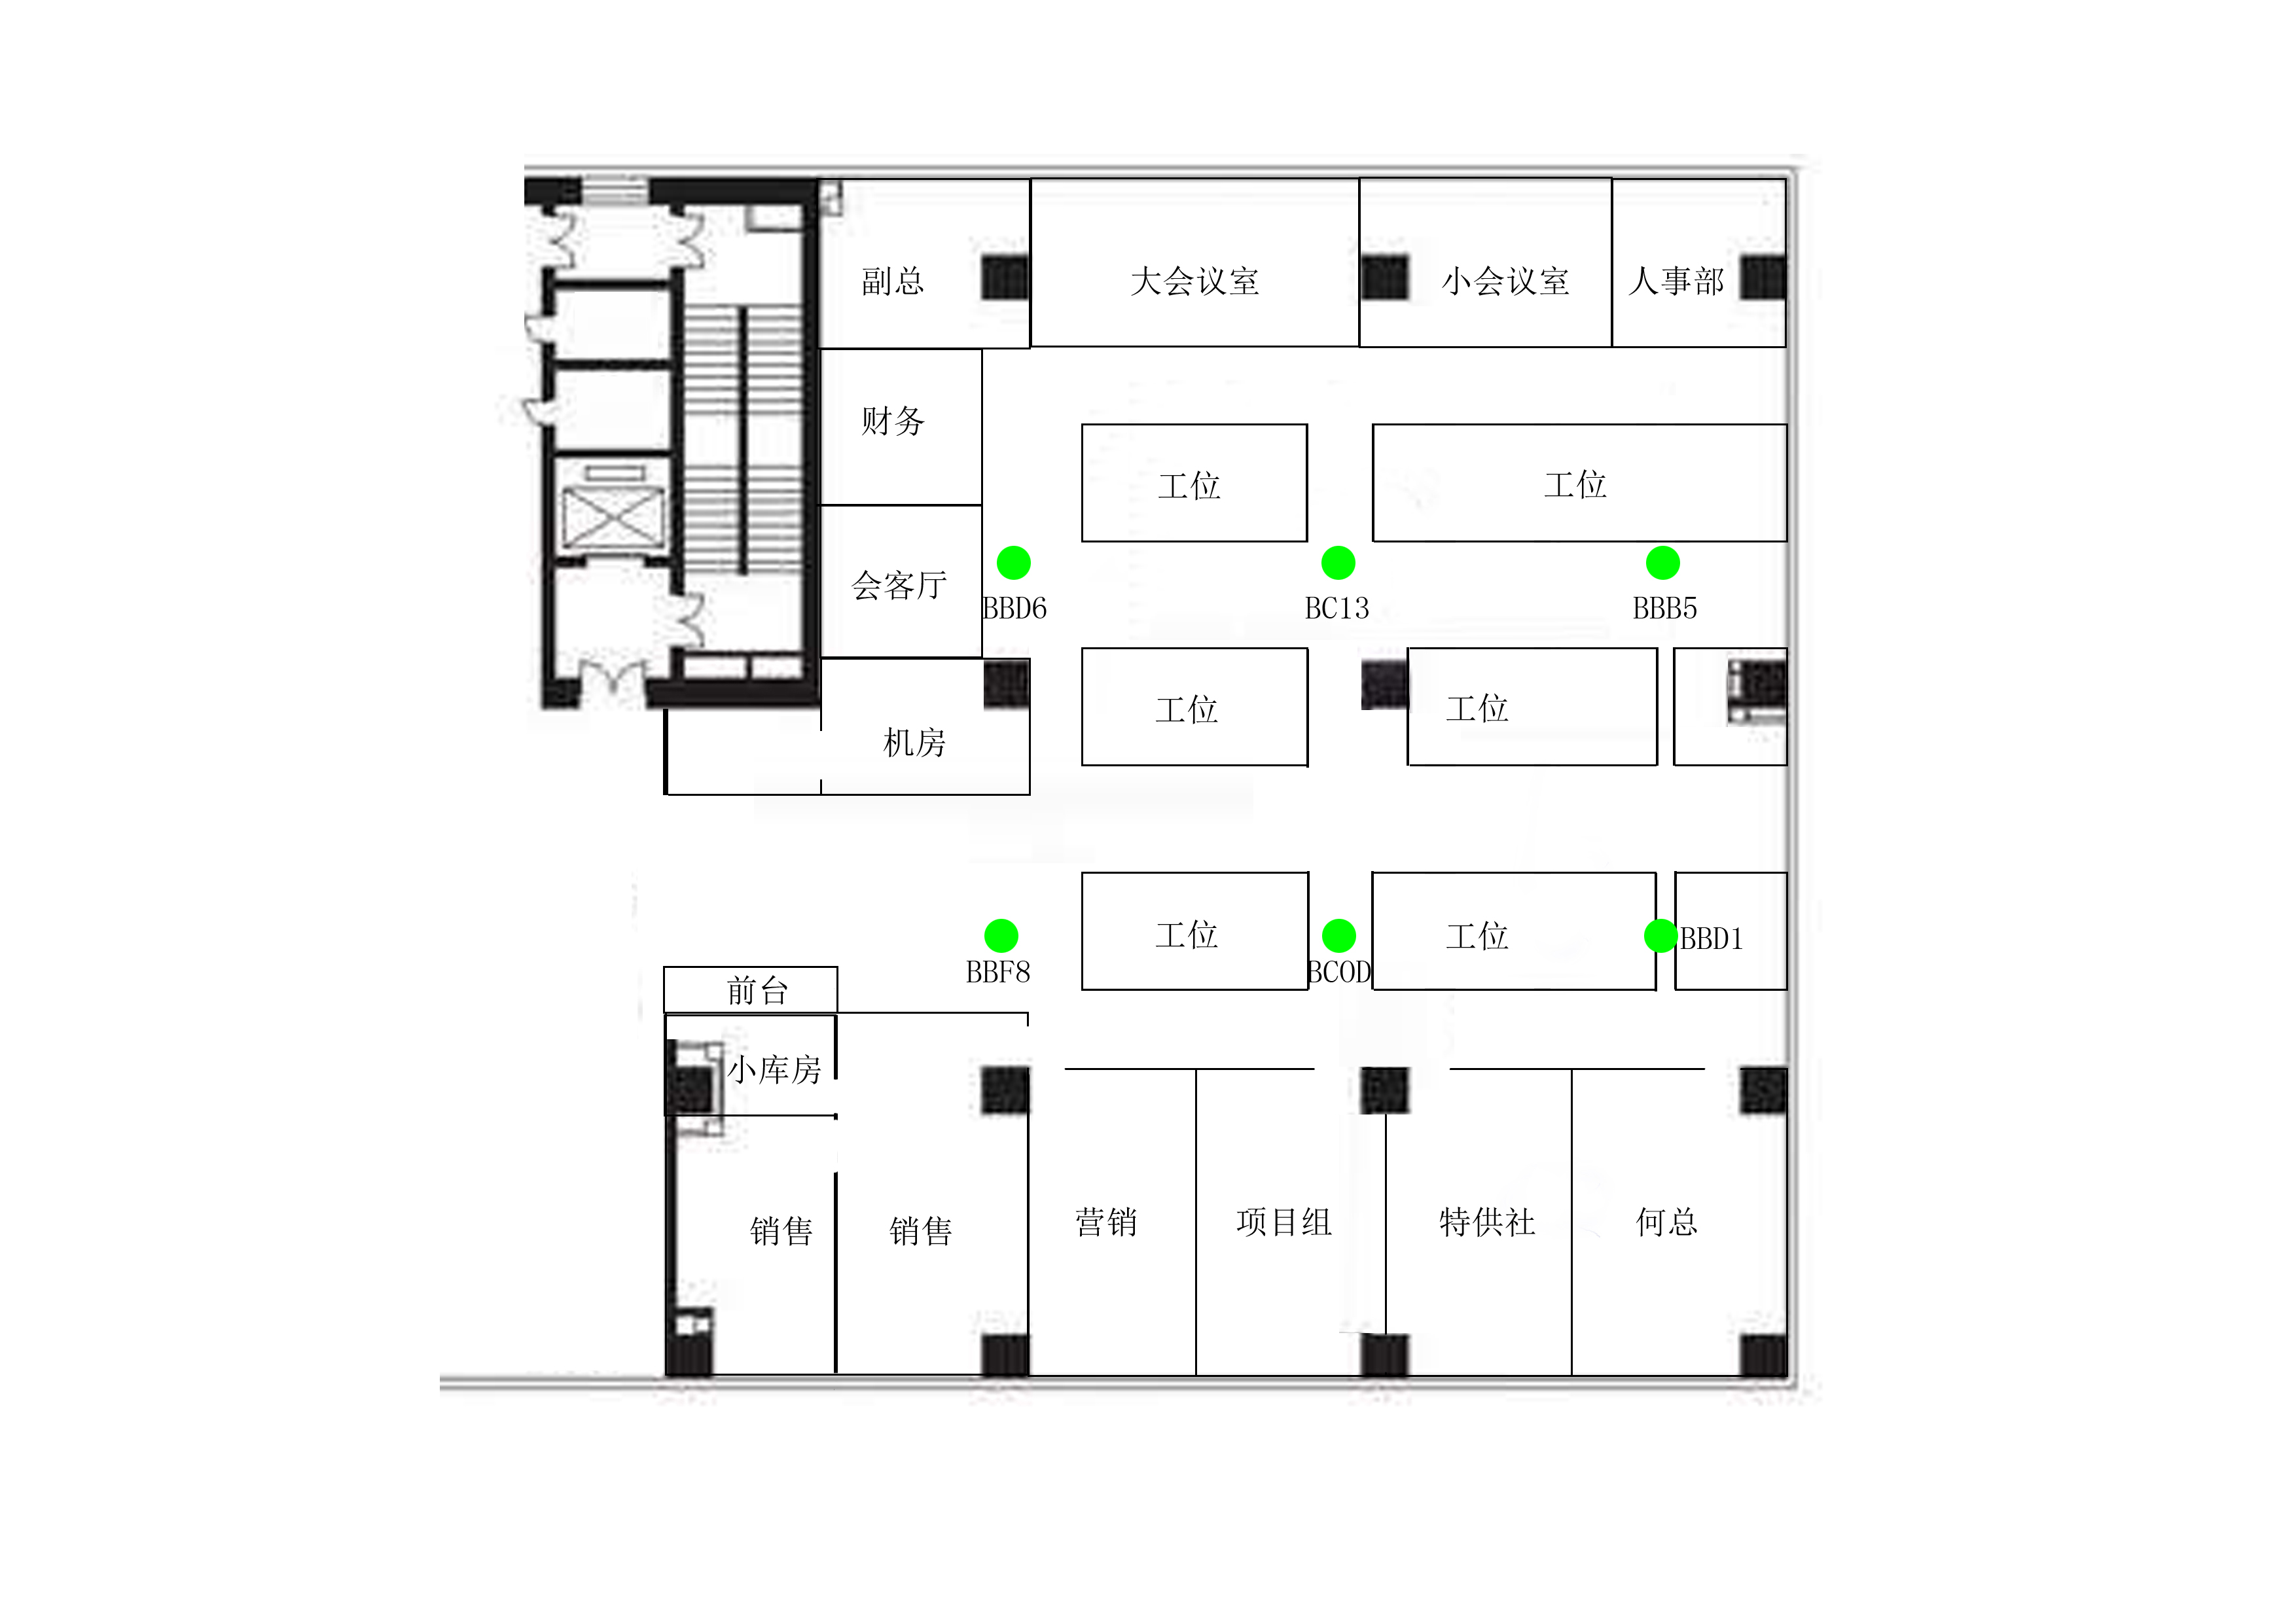 副总
大会议室
小会议室
人事部
财务
工位
工位
会客厅
BBD6
BC13
BBB5
工位
工位
机房
工位
工位
BBD1
BBF8
BCOD
前台
小库房
销售
销售
营销
项目组
特供社
何总